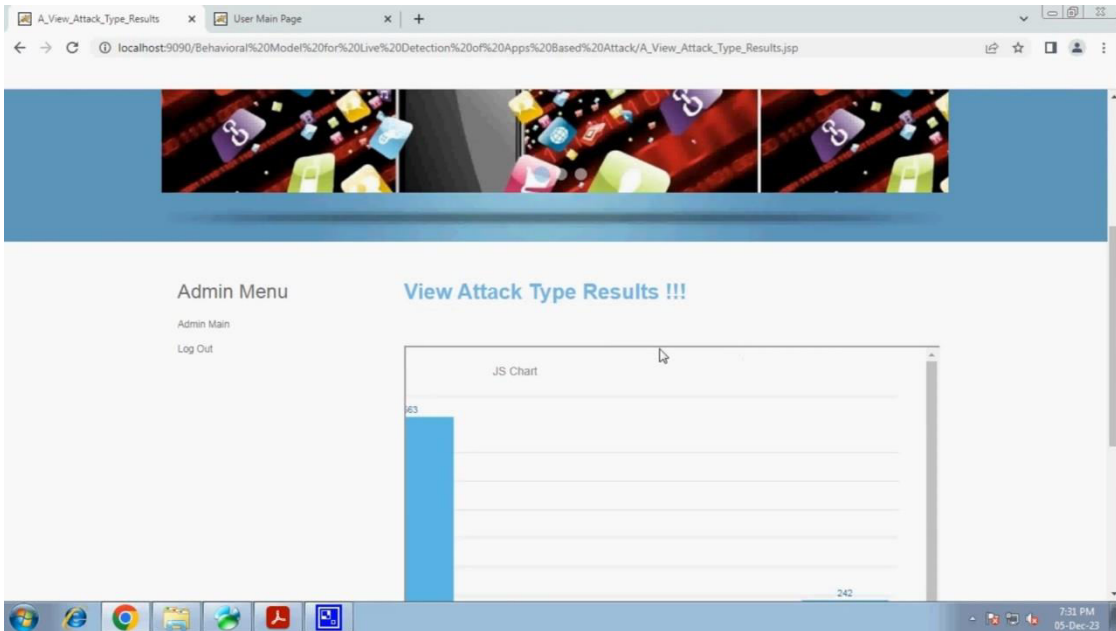 A_View_Attack_Type_Results
User Main Page
localhost:9090/Behavioral%20Model%20for%20Live%20Detection%20of%20Apps%20Based%20Attack/A_View_Attack_Type_Results.jsp
Admin Menu
View Attack Type Results !!!
Admin Main
Log Out
JS Chart
242
7:31 PM
05-Dec-23